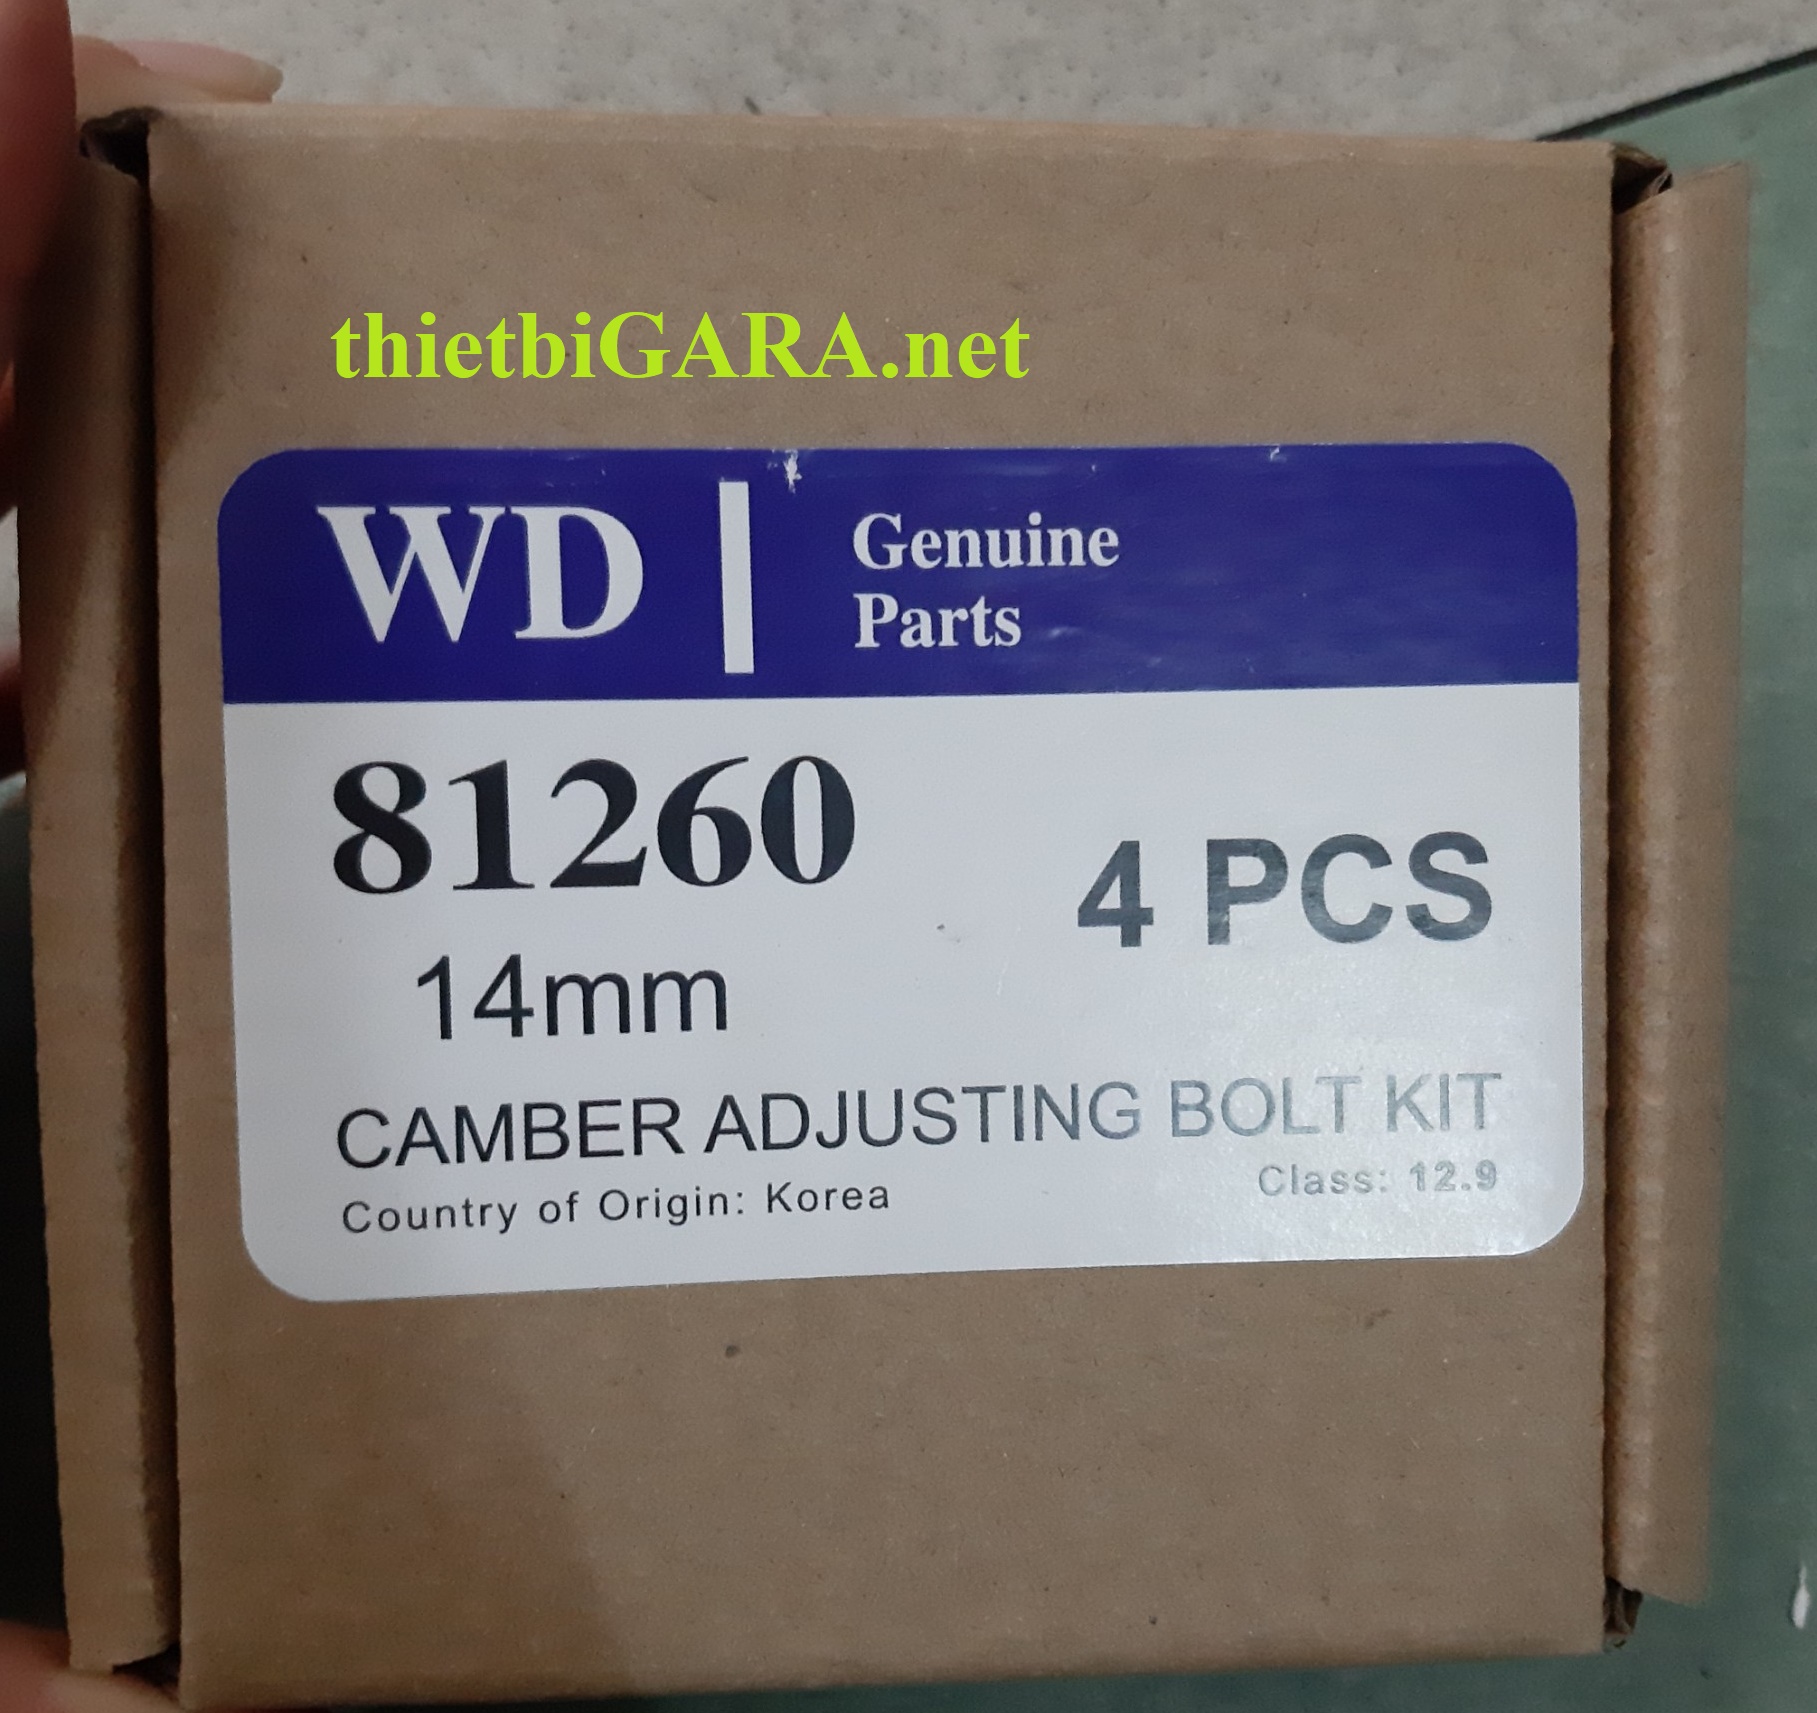 thietbiGARA.net
WD | Genuine
Parts
81260
4 PCS
14mm
CAMBER ADJUSTING BOLT KIT
Country of Origin: Korea
Class: 12.9